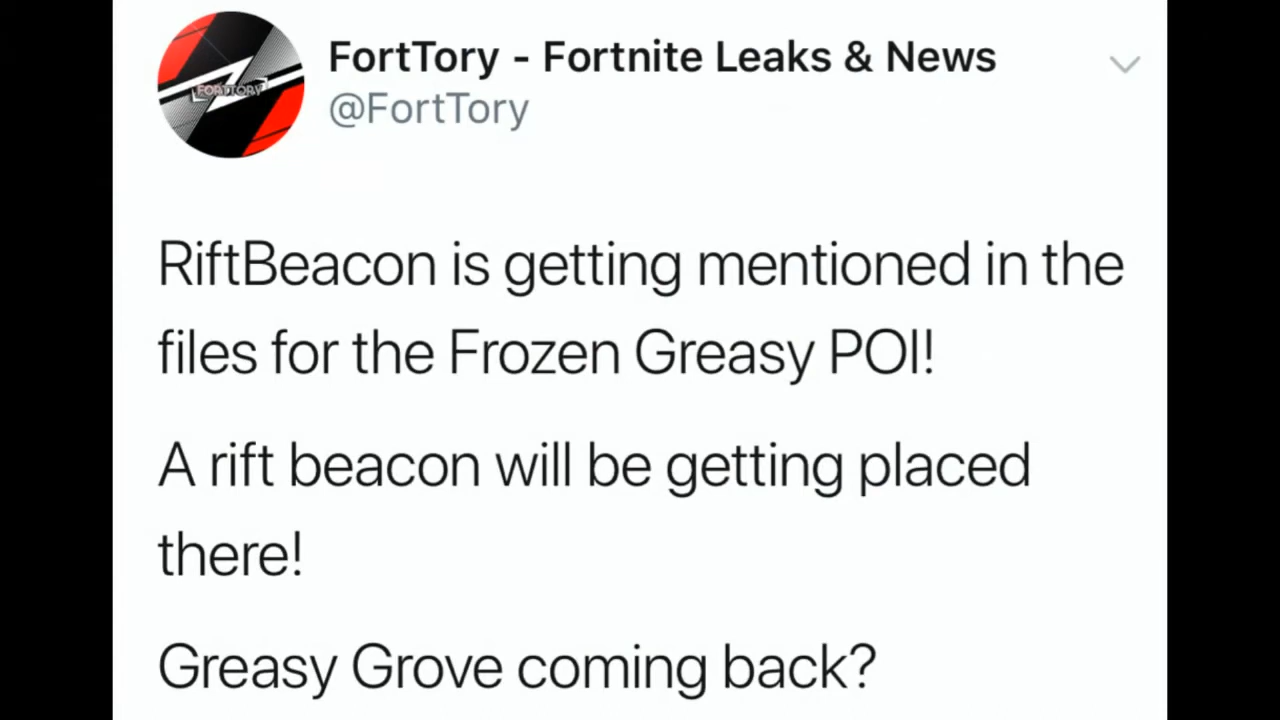 FORTTORY
FortTory - Fortnite Leaks & News
@FortTory
RiftBeacon is getting mentioned in the
files for the Frozen Greasy POI!
A rift beacon will be getting placed
there!
Greasy Grove coming back?